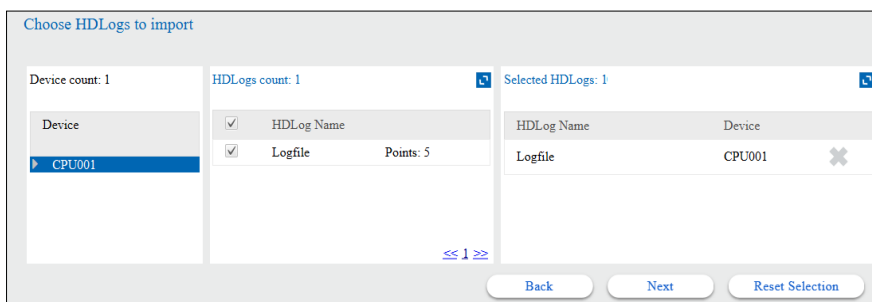 Choose HDLogs to import
Device count: 1
HDLogs count: 1
Selected HDLogs: 1
Device
HDLog Name
HDLog Name Device
CPU001
Logfile Points: 5
Logfile CPU001
<< 1 >>
Back Next Reset Selection